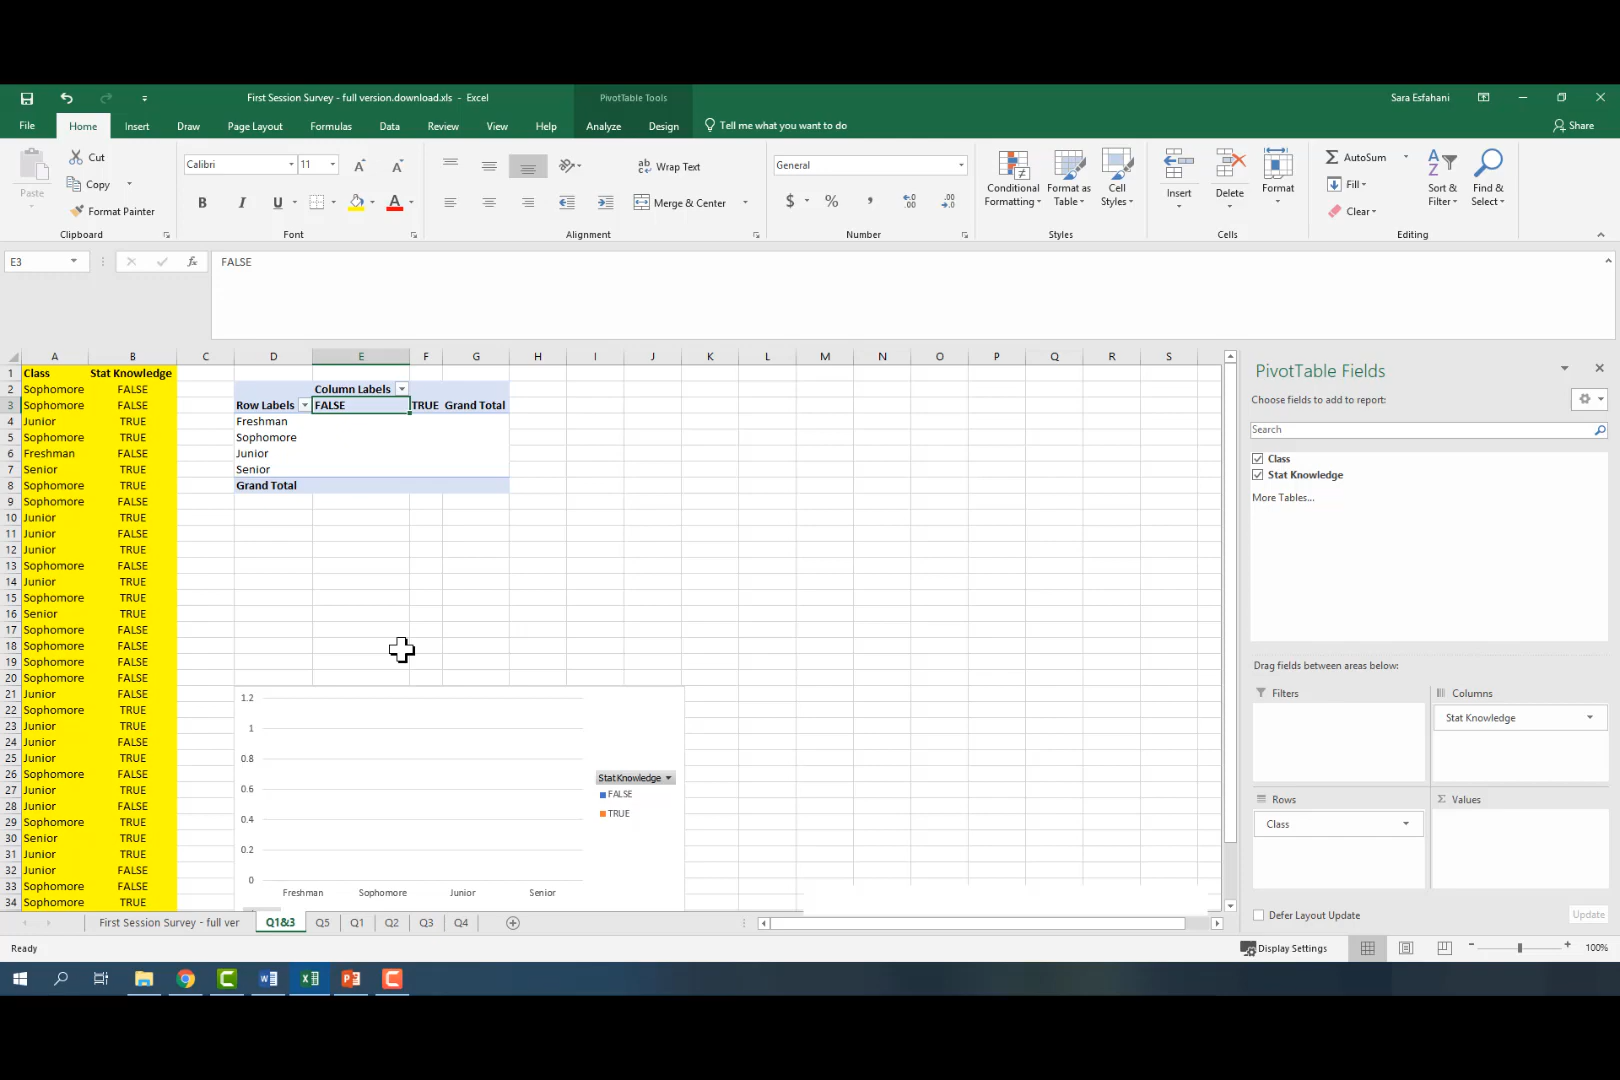 First Session Survey - full version.download.xls - Excel
PivotTable Tools
Sara Esfahani
File Home Insert Draw Page Layout Formulas Data Review View Help Analyze Design Tell me what you want to do Share
Paste
Cut
Copy
Format Painter
Clipboard
Calibri 11
B I U
Font
Wrap Text
Merge & Center
Alignment
General
$ % ,
Number
Conditional Formatting
Format as Table
Cell Styles
Styles
Insert
Delete
Format
Cells
AutoSum
Fill
Clear
Sort & Filter
Find & Select
Editing
E3 fx FALSE
A B C D E F G H I J K L M N O P Q R S
1 Class Stat Knowledge
2 Sophomore FALSE Column Labels
3 Sophomore FALSE Row Labels FALSE TRUE Grand Total
4 Junior TRUE Freshman
5 Sophomore TRUE Sophomore
6 Freshman FALSE Junior
7 Senior TRUE Senior
8 Sophomore TRUE Grand Total
9 Sophomore FALSE
10 Junior TRUE
11 Junior FALSE
12 Junior TRUE
13 Sophomore FALSE
14 Junior TRUE
15 Sophomore TRUE
16 Senior TRUE
17 Sophomore FALSE
18 Sophomore FALSE
19 Sophomore FALSE
20 Sophomore FALSE
21 Junior FALSE
22 Sophomore TRUE
23 Junior TRUE
24 Junior FALSE
25 Junior TRUE
26 Sophomore FALSE
27 Junior TRUE
28 Junior FALSE
29 Sophomore TRUE
30 Senior TRUE
31 Junior TRUE
32 Junior FALSE
33 Sophomore FALSE
34 Sophomore TRUE
1.2
1
0.8
0.6
0.4
0.2
0
Freshman Sophomore Junior Senior
Stat Knowledge
FALSE
TRUE
PivotTable Fields
Choose fields to add to report:
Search
Class
Stat Knowledge
More Tables...
Drag fields between areas below:
Filters
Columns
Stat Knowledge
Rows
Class
Σ Values
Defer Layout Update
Update
First Session Survey - full ver Q1&3 Q5 Q1 Q2 Q3 Q4
Ready
Display Settings
100%